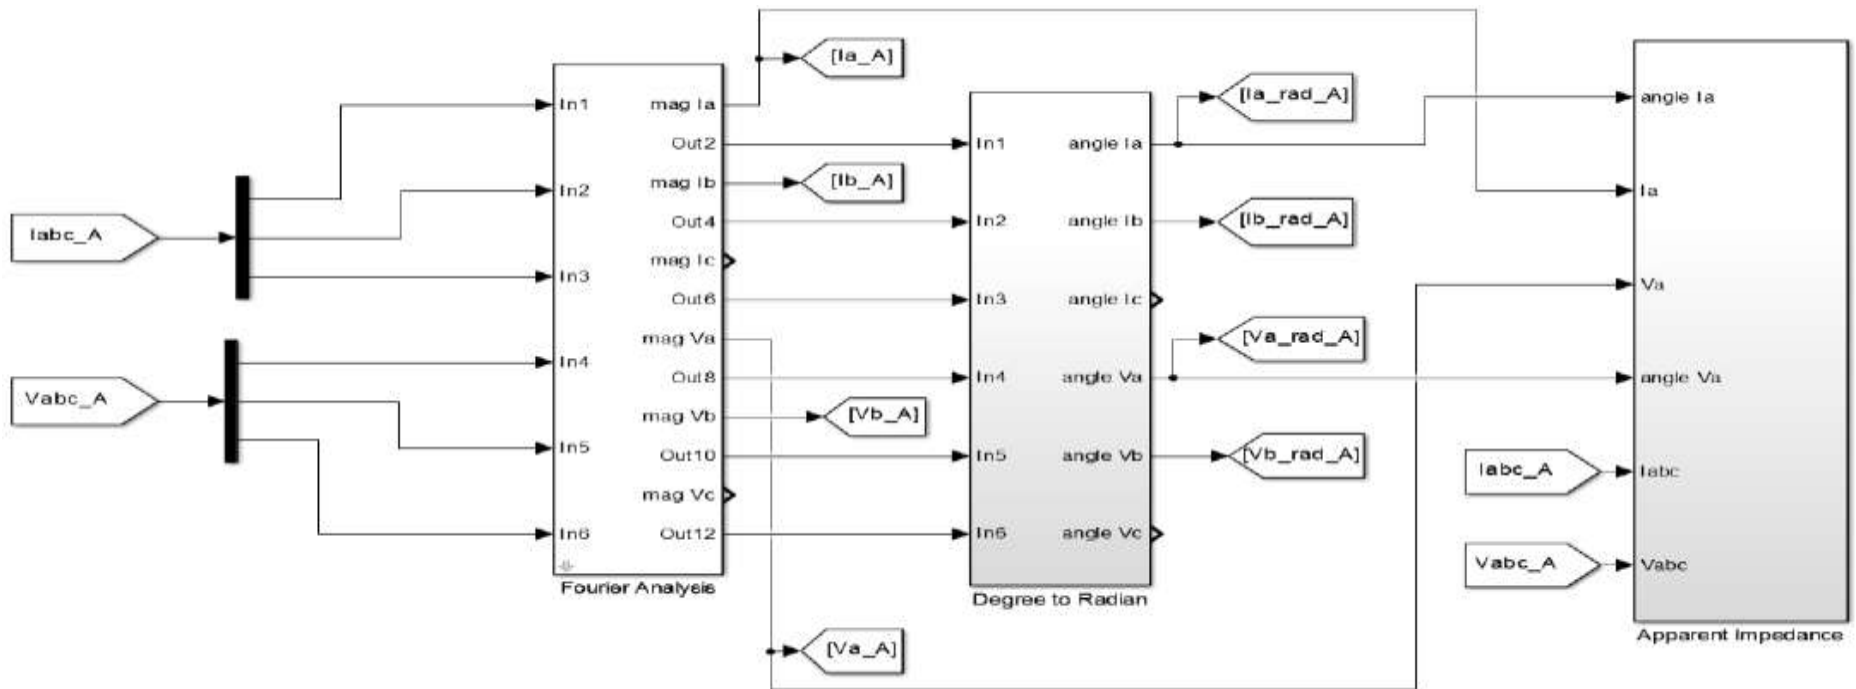 Iabc_A
Vabc_A
In1
In2
In3
In4
In5
In6
mag Ia
Out2
mag Ib
Out4
mag Ic
Out6
mag Va
Out8
mag Vb
Out10
mag Vc
Out12
Fourier Analysis
[Ia_A]
[Ib_A]
[Vb_A]
[Va_A]
In1
In2
In3
In4
In5
In6
angle Ia
angle Ib
angle Ic
angle Va
angle Vb
angle Vc
Degree to Radian
[Ia_rad_A]
[Ib_rad_A]
[Va_rad_A]
[Vb_rad_A]
Iabc_A
Vabc_A
angle Ia
Ia
Va
angle Va
Iabc
Vabc
Apparent Impedance